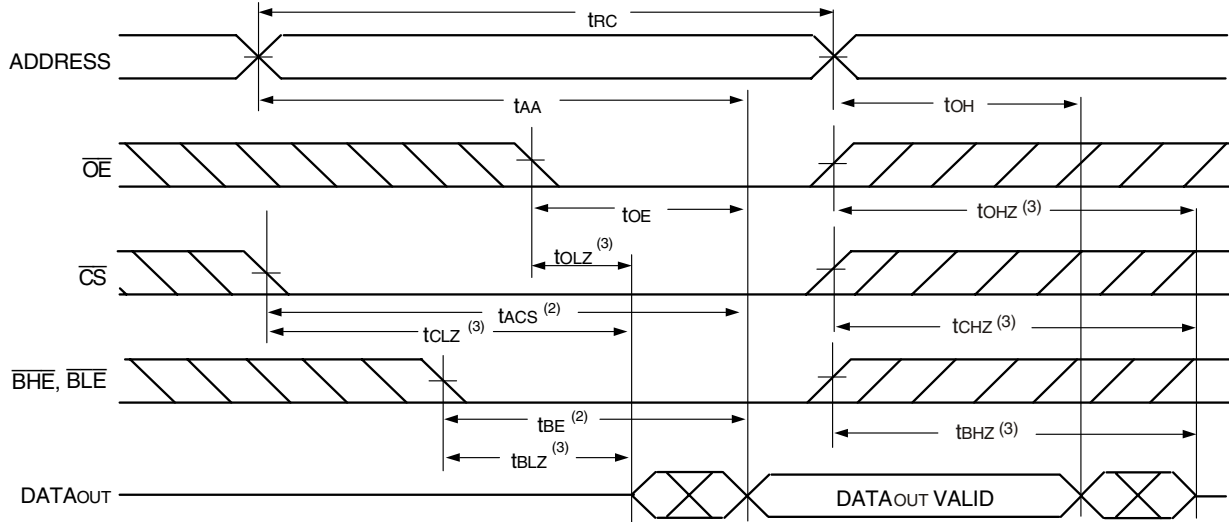 tRC
ADDRESS
tAA
tOH
OE
tOE
tOHZ (3)
tOLZ (3)
CS
tACS (2)
tCLZ (3)
tCHZ (3)
BHE, BLE
tBE (2)
tBHZ (3)
tBLZ (3)
DATAOUT
DATAOUT VALID